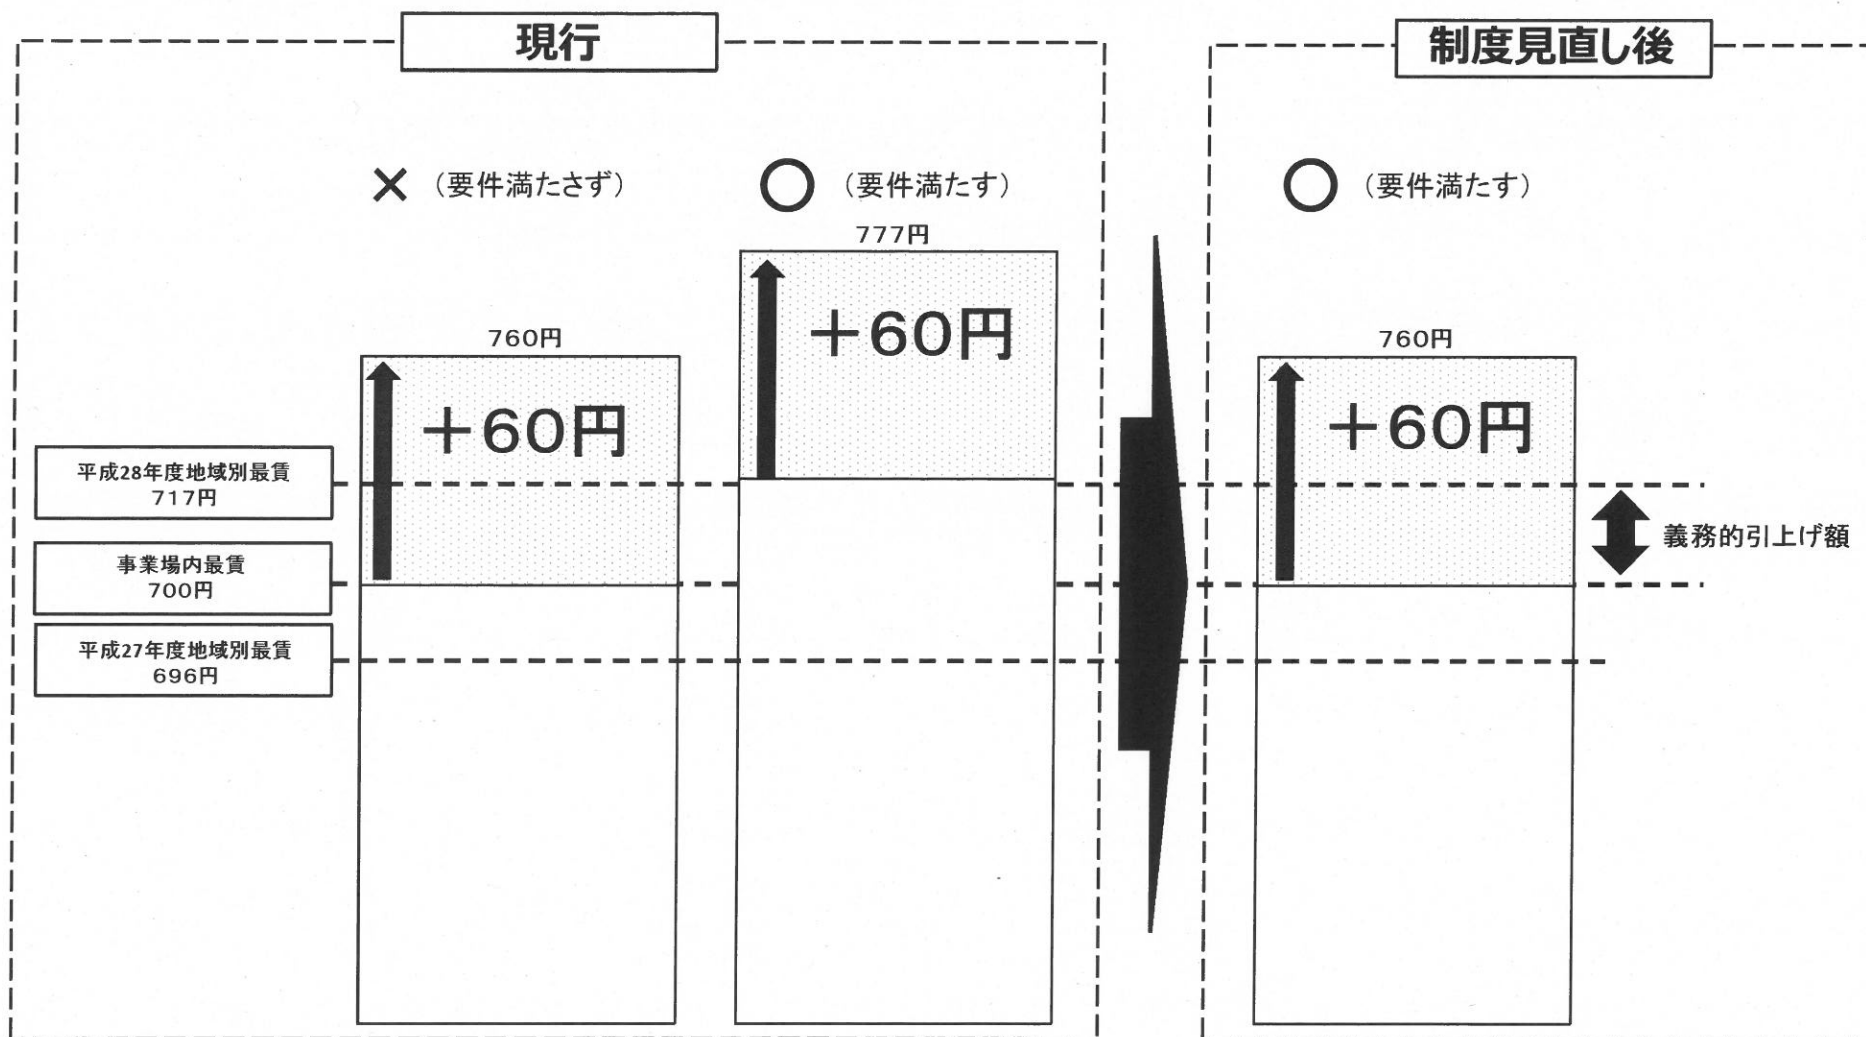 現行
制度見直し後
×（要件満たさず）
○（要件満たす）
○（要件満たす）
777円
760円
760円
＋60円
＋60円
＋60円
平成28年度地域別最賃
717円
義務的引上げ額
事業場内最賃
700円
平成27年度地域別最賃
696円